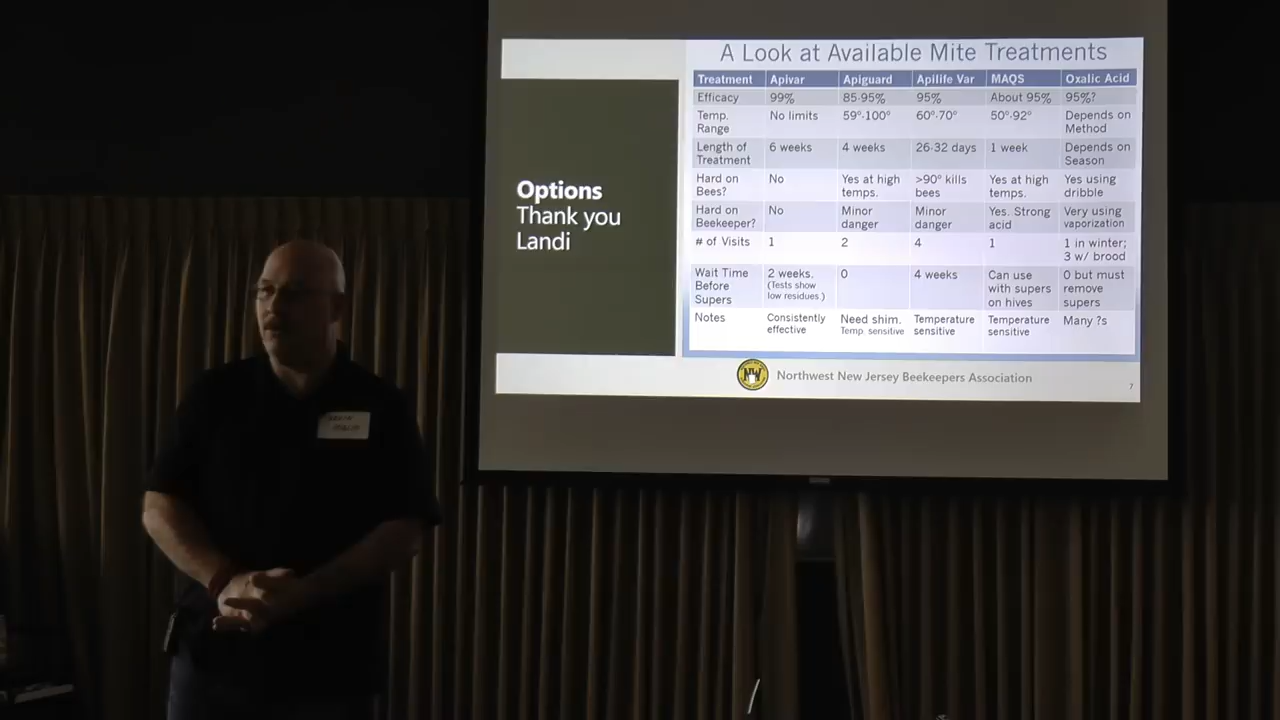 A Look at Available Mite Treatments
Options
Thank you
Landi
Treatment Apivar Apiguard Apilife Var MAQS Oxalic Acid
Efficacy 99% 85-95% 95% About 95% 95%?
Temp. Range No limits 59°-100° 60°-70° 50°-92° Depends on Method
Length of Treatment 6 weeks 4 weeks 26-32 days 1 week Depends on Season
Hard on Bees? No Yes at high temps. >90° kills bees Yes at high temps. Yes using dribble
Hard on Beekeeper? No Minor danger Minor danger Yes. Strong acid Very using vaporization
# of Visits 1 2 4 1 1 in winter; 3 w/ brood
Wait Time Before Supers 2 weeks. (Tests show low residues.) 0 4 weeks Can use with supers on hives 0 but must remove supers
Notes Consistently effective Need shim. Temp. sensitive Temperature sensitive Temperature sensitive Many ?s
NW
Northwest New Jersey Beekeepers Association
7